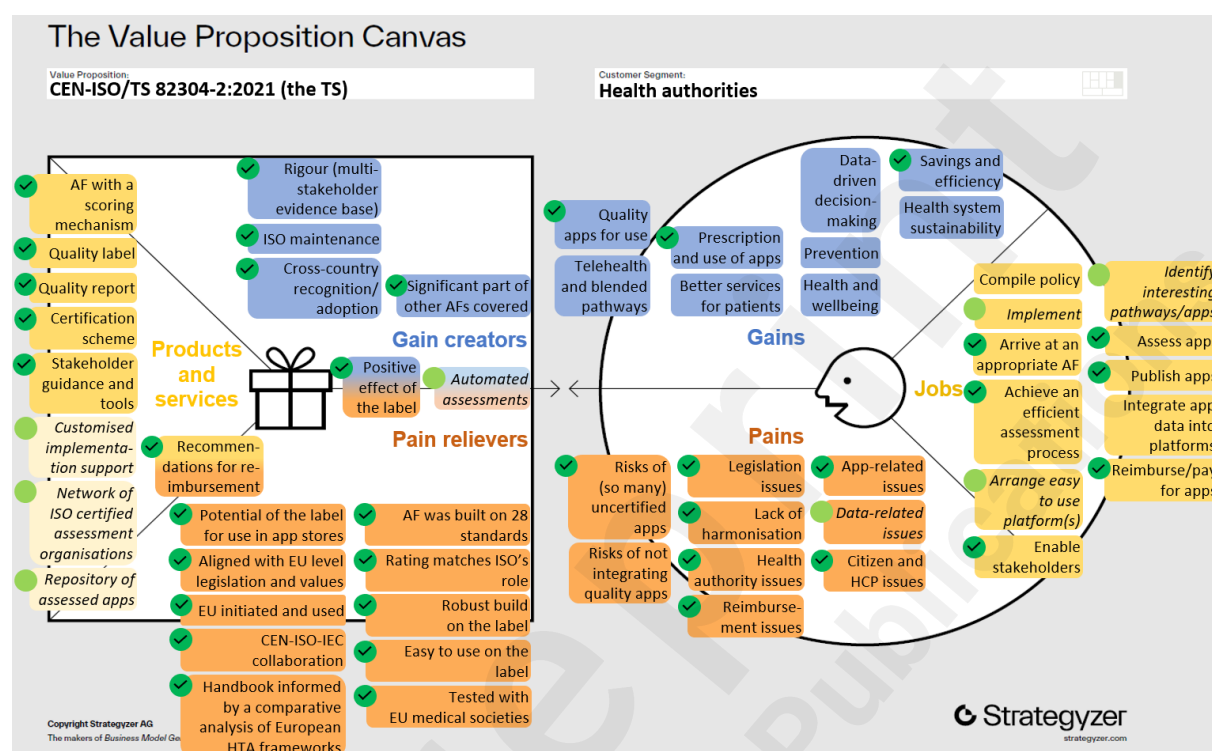 The Value Proposition Canvas
Value Proposition:
CEN-ISO/TS 82304-2:2021 (the TS)
Customer Segment:
Health authorities
AF with a
scoring
mechanism
Quality label
Quality report
Certification
scheme
Stakeholder
guidance and
tools
Customised
implementa-
tion support
Network of
ISO certified
assessment
organisations
Repository of
assessed apps
Products
and
services
Recommen-
dations for re-
imbursement
Rigour (multi-
stakeholder
evidence base)
ISO maintenance
Cross-country
recognition/
adoption
Significant part of
other AFs covered
Gain creators
Positive
effect of
the label
Automated
assessments
Pain relievers
Potential of the label
for use in app stores
Aligned with EU level
legislation and values
EU initiated and used
CEN-ISO-IEC
collaboration
Handbook informed
by a comparative
analysis of European
HTA frameworks
AF was built on 28
standards
Rating matches ISO's
role
Robust build
on the label
Easy to use on the
label
Tested with
EU medical societies
Quality
apps for use
Telehealth
and blended
pathways
Prescription
and use of apps
Better services
for patients
Data-
driven
decision-
making
Prevention
Health and
wellbeing
Savings and
efficiency
Health system
sustainability
Gains
Pains
Risks of
(so many)
uncertified
apps
Risks of not
integrating
quality apps
Legislation
issues
Lack of
harmonisation
Health
authority issues
Reimburse-
ment issues
App-related
issues
Data-related
issues
Citizen and
HCP issues
Jobs
Compile policy
Implement
Arrive at an
appropriate AF
Achieve an
efficient
assessment
process
Arrange easy
to use
platform(s)
Enable
stakeholders
Identify
interesting
pathways/apps
Assess app
Publish apps
Integrate app
data into
platforms
Reimburse/pay
for apps
Copyright Strategyzer AG
The makers of Business Model Ge
Strategyzer
strategyzer.com